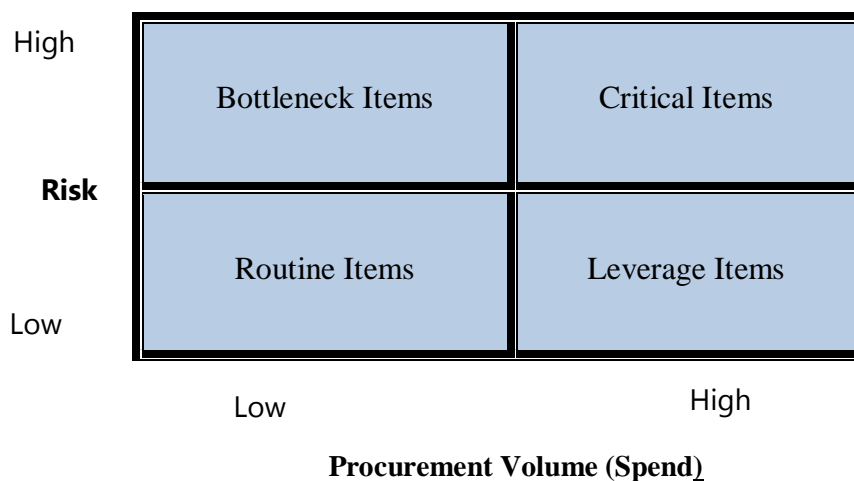 High
Bottleneck Items
Critical Items
Risk
Routine Items
Leverage Items
Low
Low
High
Procurement Volume (Spend)